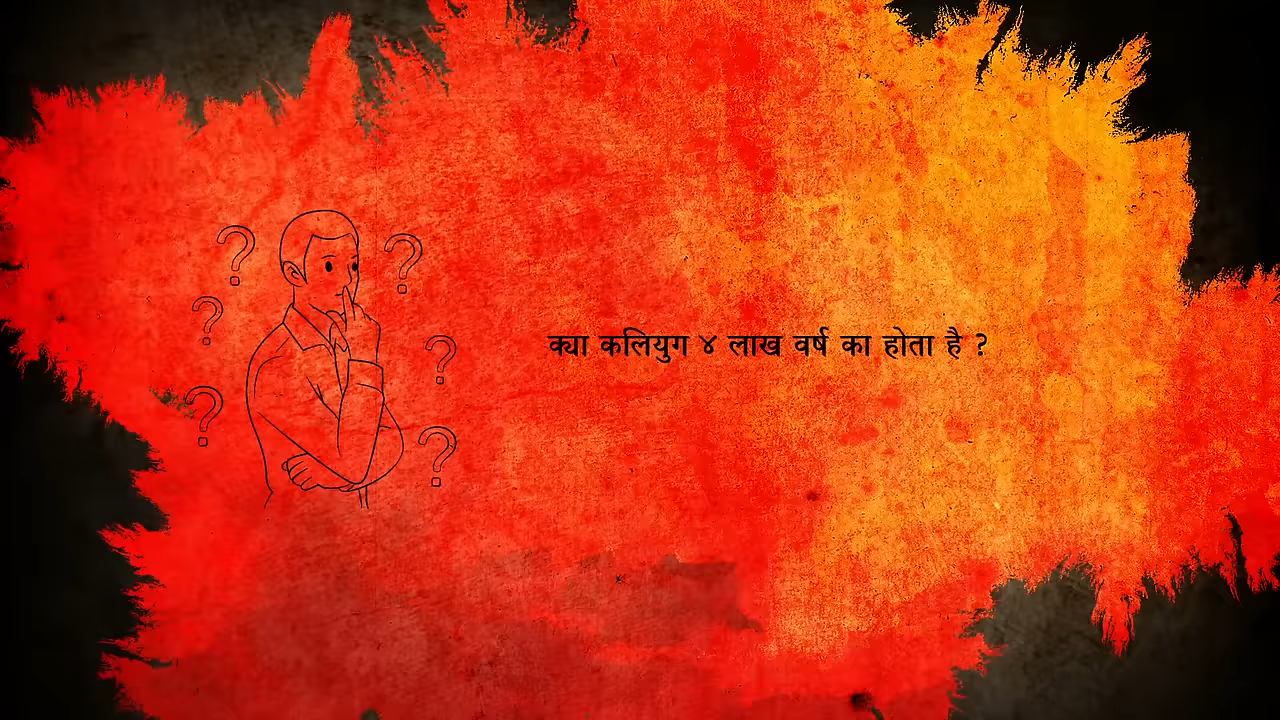 क्या कलियुग ४ लाख वर्ष का होता है ?